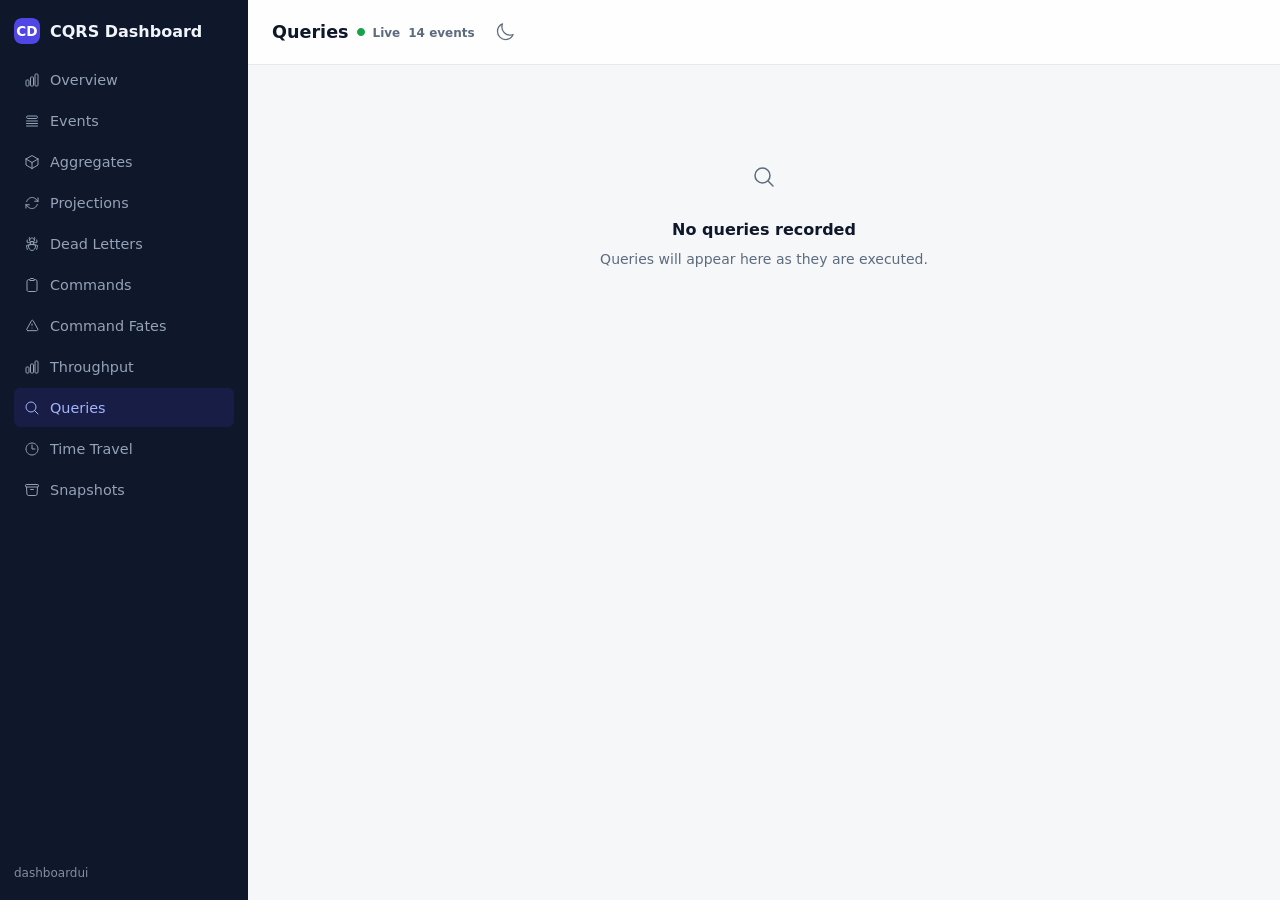 CD CQRS Dashboard
Overview
Events
Aggregates
Projections
Dead Letters
Commands
Command Fates
Throughput
Queries
Time Travel
Snapshots
dashboardui
Queries Live 14 events
No queries recorded
Queries will appear here as they are executed.